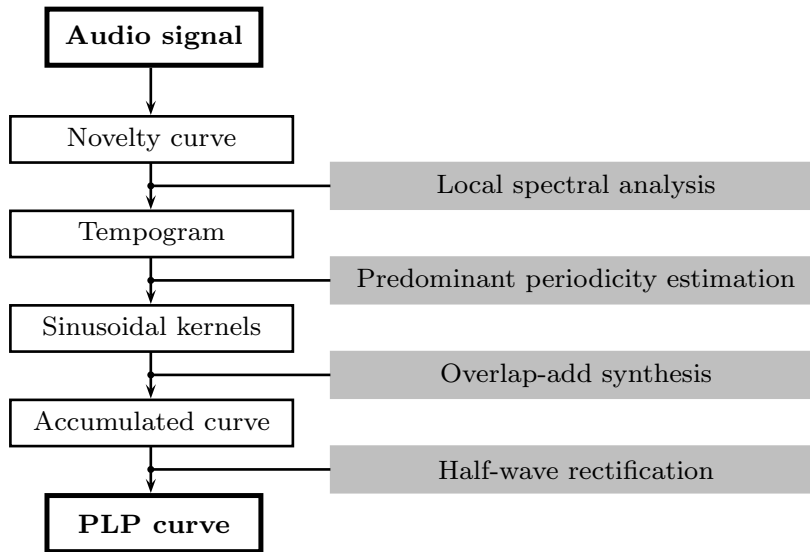 Audio signal
Novelty curve
Local spectral analysis
Tempogram
Predominant periodicity estimation
Sinusoidal kernels
Overlap-add synthesis
Accumulated curve
Half-wave rectification
PLP curve